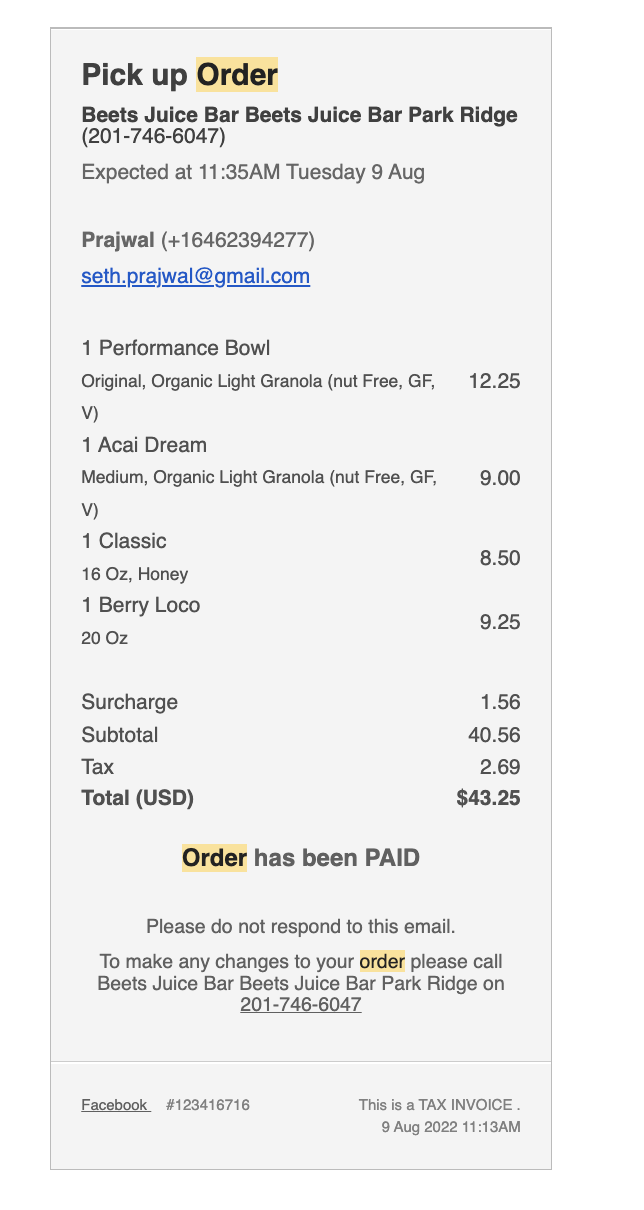 Pick up Order
Beets Juice Bar Beets Juice Bar Park Ridge
(201-746-6047)
Expected at 11:35AM Tuesday 9 Aug
Prajwal (+16462394277)
seth.prajwal@gmail.com
1 Performance Bowl
Original, Organic Light Granola (nut Free, GF, 12.25
V)
1 Acai Dream
Medium, Organic Light Granola (nut Free, GF, 9.00
V)
1 Classic
8.50
16 Oz, Honey
1 Berry Loco
9.25
20 Oz
Surcharge 1.56
Subtotal 40.56
Tax 2.69
Total (USD) $43.25
Order has been PAID
Please do not respond to this email.
To make any changes to your order please call
Beets Juice Bar Beets Juice Bar Park Ridge on
201-746-6047
Facebook #123416716 This is a TAX INVOICE .
9 Aug 2022 11:13AM